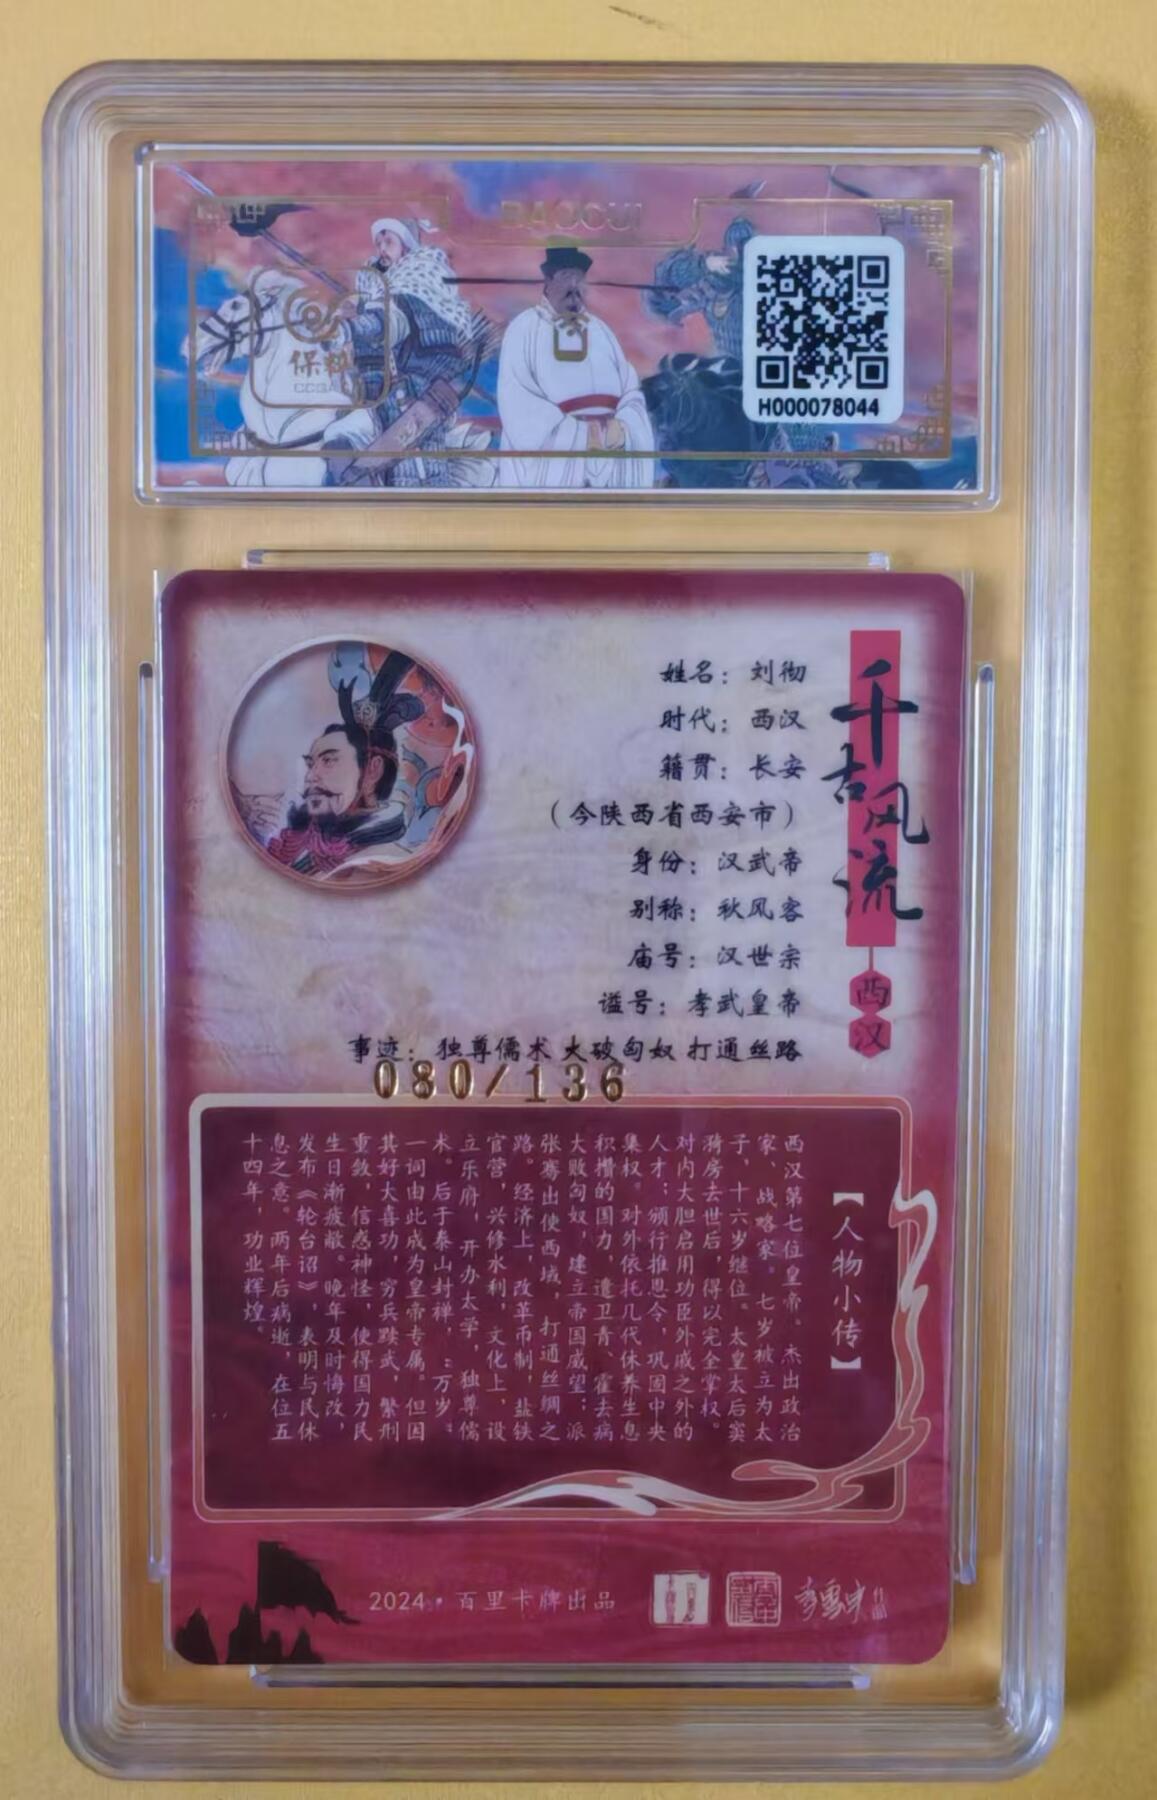 BAOCUI
保粹
H000078044
姓名：刘彻
时代：西汉
籍贯：长安
（今陕西省西安市）
身份：汉武帝
别称：秋风客
庙号：汉世宗
谥号：孝武皇帝
事迹：独尊儒术 大破匈奴 打通丝路
千古风流
西汉
080/136
【人物小传】
西汉第七位皇帝。杰出政治
家、战略家。七岁被立为太
子，十六岁继位。太皇太后窦
漪房去世后，得以完全掌权。
对内大胆启用功臣外戚之外的
人才；颁行推恩令，巩固中央
集权。对外依托几代休养生息
积攒的国力，遣卫青、霍去病
大败匈奴，建立帝国威望；派
张骞出使西域，打通丝绸之
路。经济上，改革币制，盐铁
官营，兴修水利，文化上，设
立乐府，开办太学，独尊儒
术。后于泰山封禅，：万岁。
一词由此成为皇帝专属。但因
其好大喜功，穷兵黩武，繁刑
重敛，信惑神怪，使得国力民
生日渐疲敝。晚年及时悔改，
发布《轮台诏》，表明与民休
息之意。两年后病逝，在位五
十四年，功业辉煌。
2024·百里卡牌出品